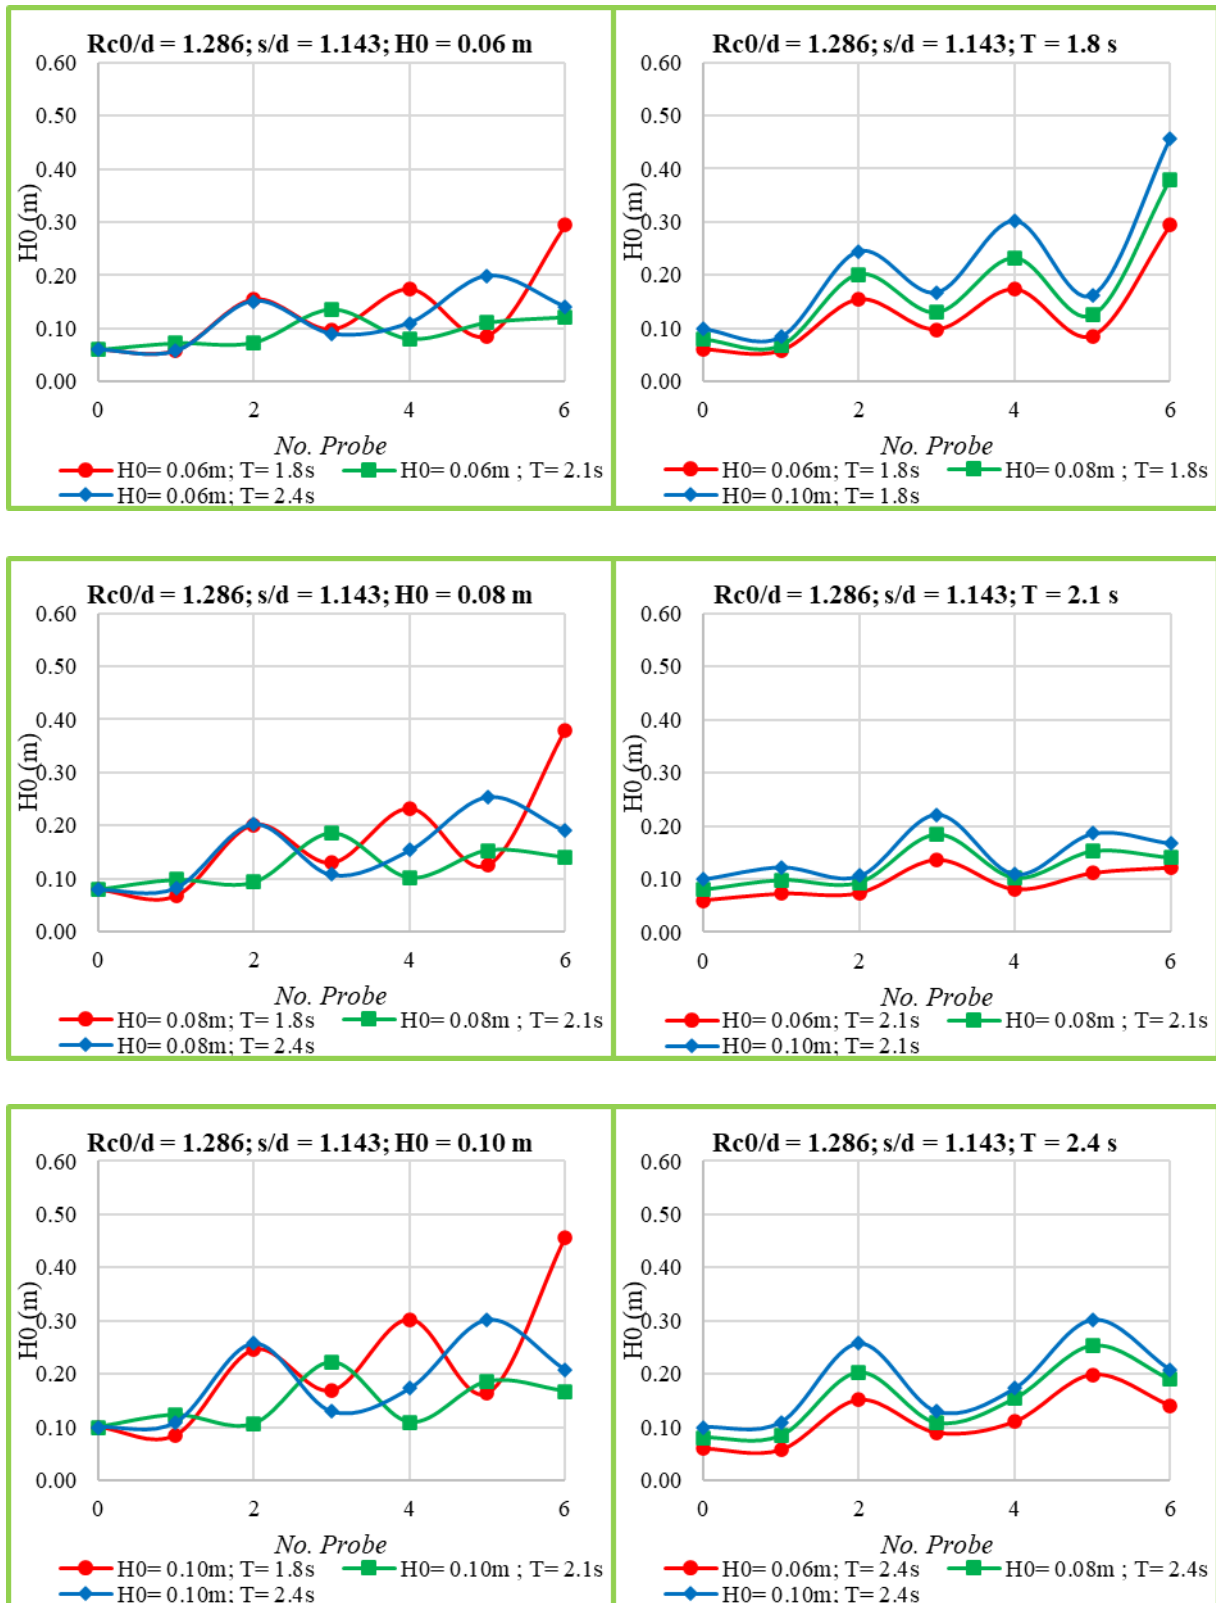 Rc0/d = 1.286; s/d = 1.143; H0 = 0.06 m
0.60
0.50
0.40
0.30
0.20
0.10
0.00
H0 (m)
0 2 4 6
No. Probe
H0= 0.06m; T= 1.8s H0= 0.06m ; T= 2.1s
H0= 0.06m; T= 2.4s
Rc0/d = 1.286; s/d = 1.143; T = 1.8 s
0.60
0.50
0.40
0.30
0.20
0.10
0.00
H0 (m)
0 2 4 6
No. Probe
H0= 0.06m; T= 1.8s H0= 0.08m ; T= 1.8s
H0= 0.10m; T= 1.8s
Rc0/d = 1.286; s/d = 1.143; H0 = 0.08 m
0.60
0.50
0.40
0.30
0.20
0.10
0.00
H0 (m)
0 2 4 6
No. Probe
H0= 0.08m; T= 1.8s H0= 0.08m ; T= 2.1s
H0= 0.08m; T= 2.4s
Rc0/d = 1.286; s/d = 1.143; T = 2.1 s
0.60
0.50
0.40
0.30
0.20
0.10
0.00
H0 (m)
0 2 4 6
No. Probe
H0= 0.06m; T= 2.1s H0= 0.08m ; T= 2.1s
H0= 0.10m; T= 2.1s
Rc0/d = 1.286; s/d = 1.143; H0 = 0.10 m
0.60
0.50
0.40
0.30
0.20
0.10
0.00
H0 (m)
0 2 4 6
No. Probe
H0= 0.10m; T= 1.8s H0= 0.10m ; T= 2.1s
H0= 0.10m; T= 2.4s
Rc0/d = 1.286; s/d = 1.143; T = 2.4 s
0.60
0.50
0.40
0.30
0.20
0.10
0.00
H0 (m)
0 2 4 6
No. Probe
H0= 0.06m; T= 2.4s H0= 0.08m ; T= 2.4s
H0= 0.10m; T= 2.4s